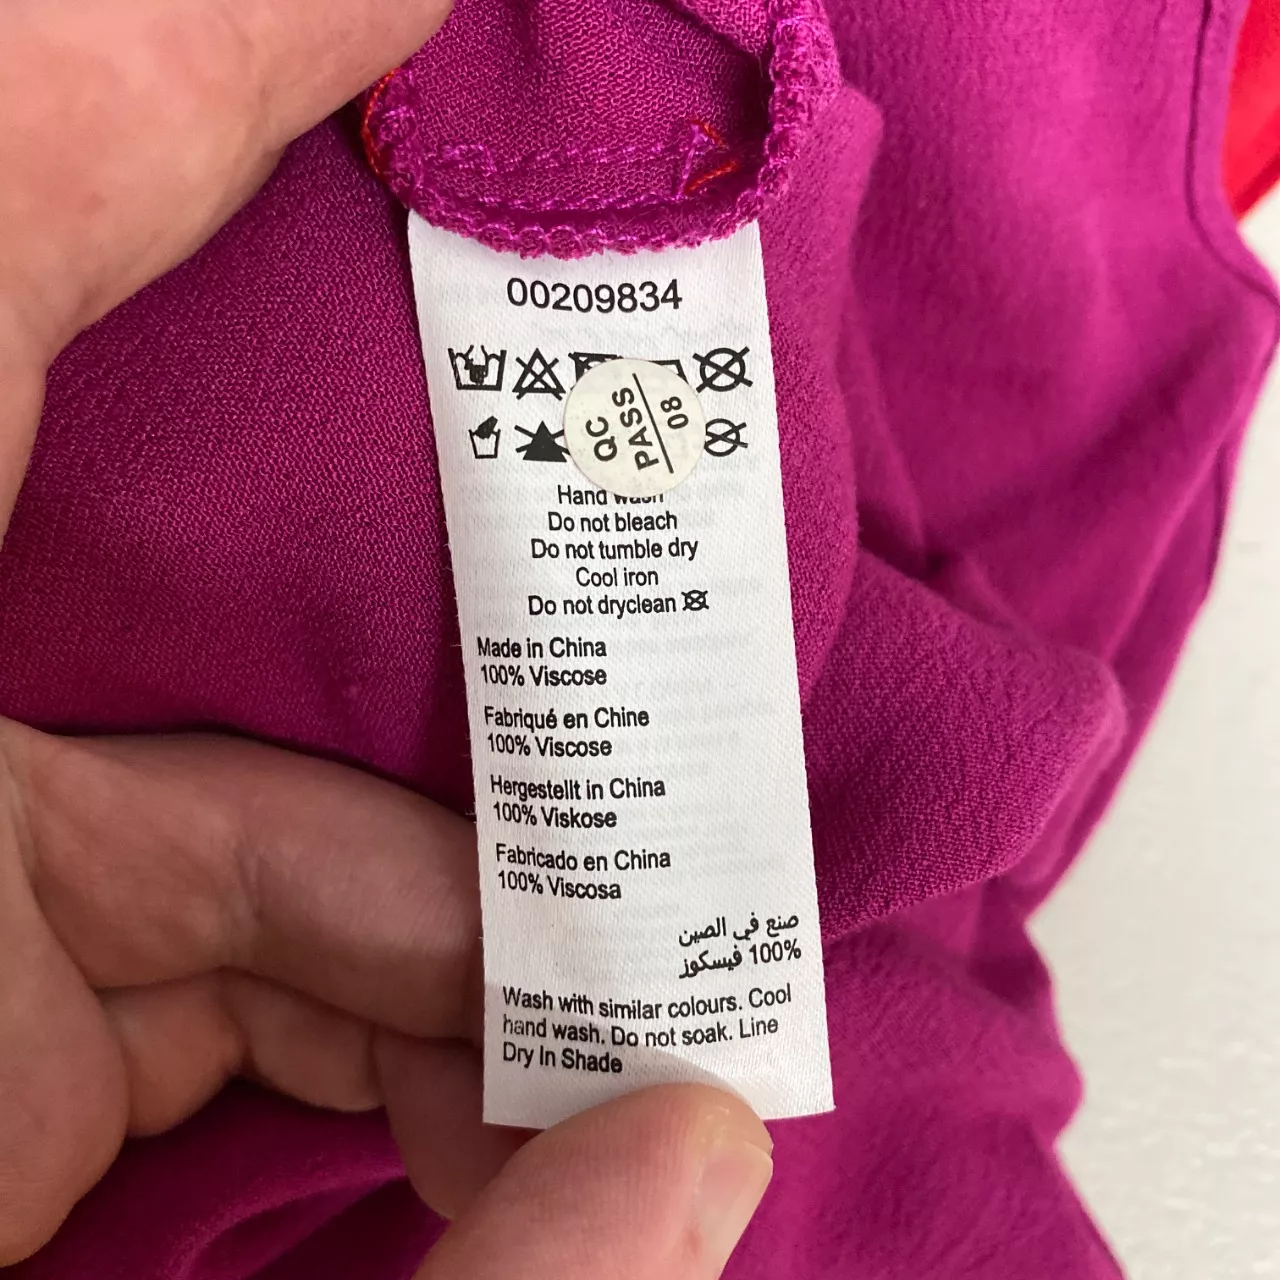 00209834
QC
PASS
08
Hand wash
Do not bleach
Do not tumble dry
Cool iron
Do not dryclean
Made in China
100% Viscose
Fabriqué en Chine
100% Viscose
Hergestellt in China
100% Viskose
Fabricado en China
100% Viscosa
صنع في الصين
100% فيسكوز
Wash with similar colours. Cool
hand wash. Do not soak. Line
Dry In Shade